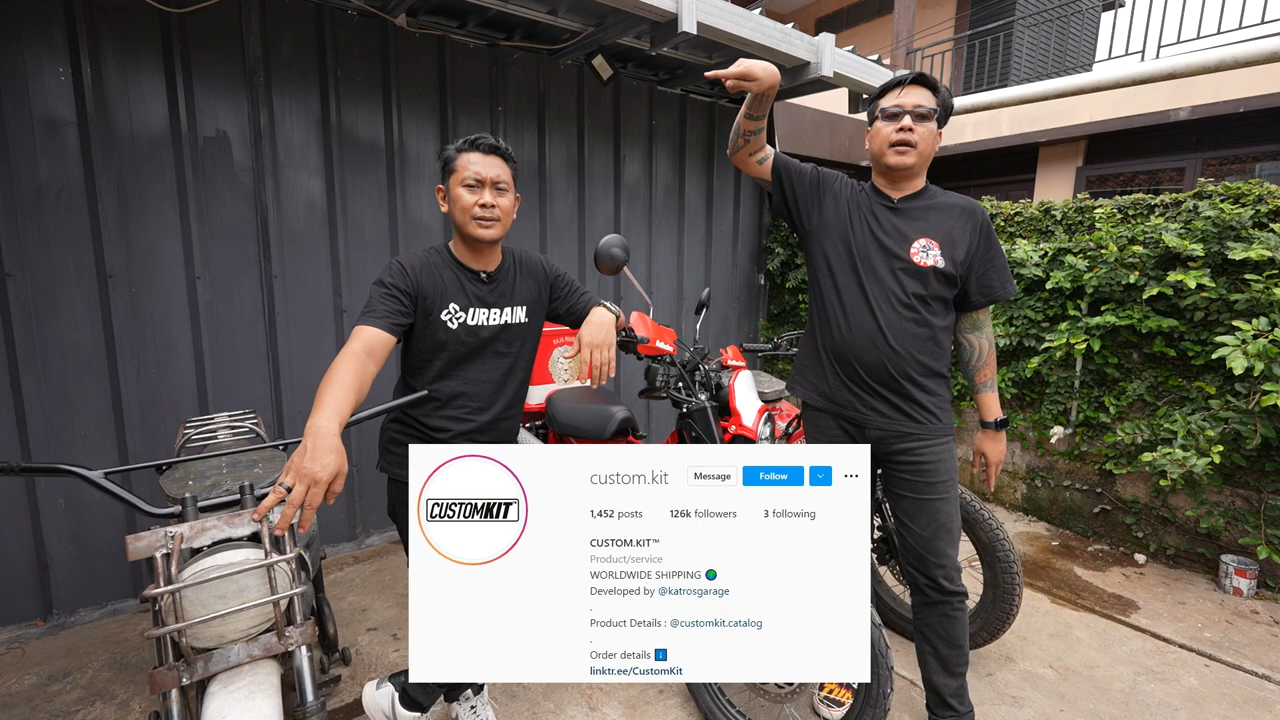 URBAIN.
CUSTOMKIT
custom.kit
Message
Follow
1,452 posts
126k followers
3 following
CUSTOM.KIT™
Product/service
WORLDWIDE SHIPPING
Developed by @katrosgarage
.
Product Details : @customkit.catalog
.
Order details
linktr.ee/CustomKit